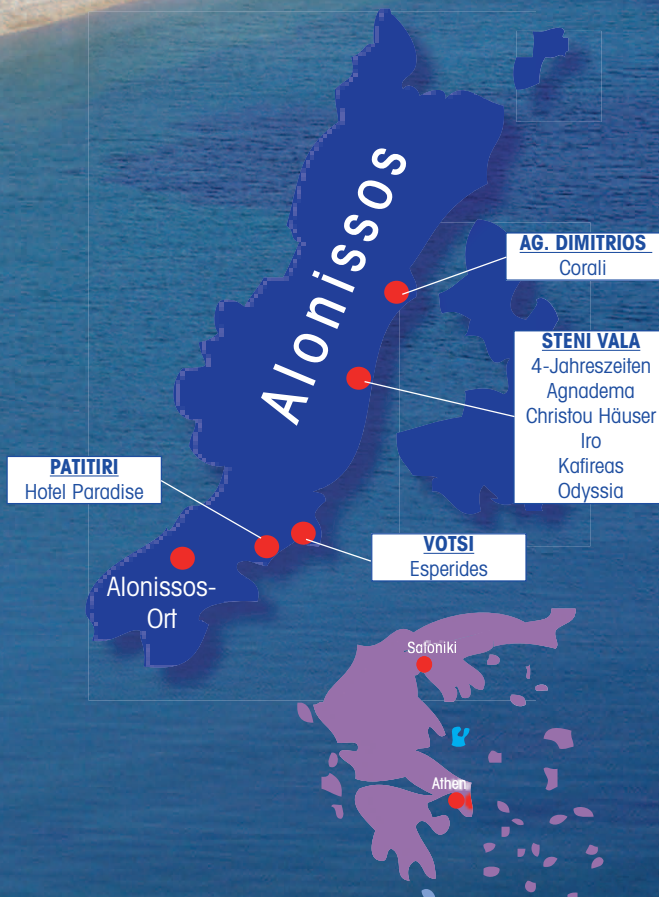 Alonissos
AG. DIMITRIOS
Corali
STENI VALA
4-Jahreszeiten
Agnadema
Christou Häuser
Iro
Kafireas
Odyssia
PATITIRI
Hotel Paradise
VOTSI
Esperides
Alonissos-
Ort
Saloniki
Athen